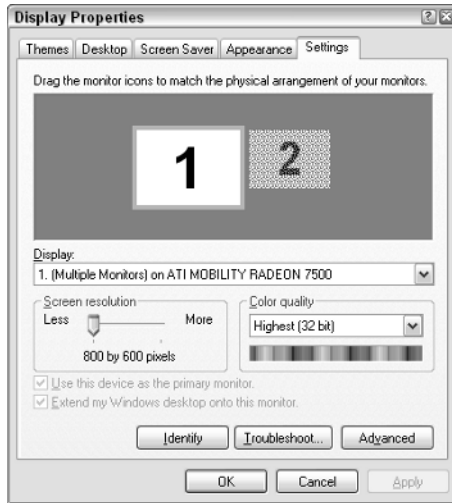 Display Properties
Themes Desktop Screen Saver Appearance Settings
Drag the monitor icons to match the physical arrangement of your monitors.
1 2
Display:
1. (Multiple Monitors) on ATI MOBILITY RADEON 7500
Screen resolution Color quality
Less More Highest (32 bit)
800 by 600 pixels
Use this device as the primary monitor.
Extend my Windows desktop onto this monitor.
Identify Troubleshoot... Advanced
OK Cancel Apply